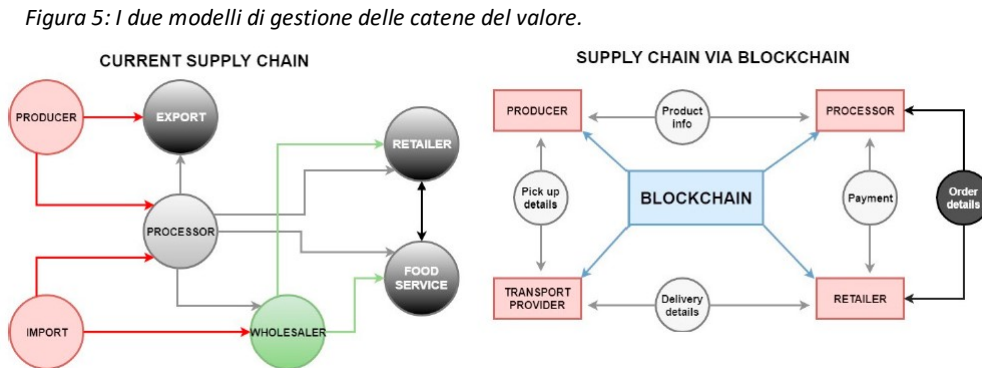 Figura 5: I due modelli di gestione delle catene del valore.
CURRENT SUPPLY CHAIN
PRODUCER
EXPORT
RETAILER
PROCESSOR
FOOD
SERVICE
IMPORT
WHOLESALER
SUPPLY CHAIN VIA BLOCKCHAIN
PRODUCER
Product
info
PROCESSOR
Pick up
details
BLOCKCHAIN
Payment
Order
details
TRANSPORT
PROVIDER
Delivery
details
RETAILER